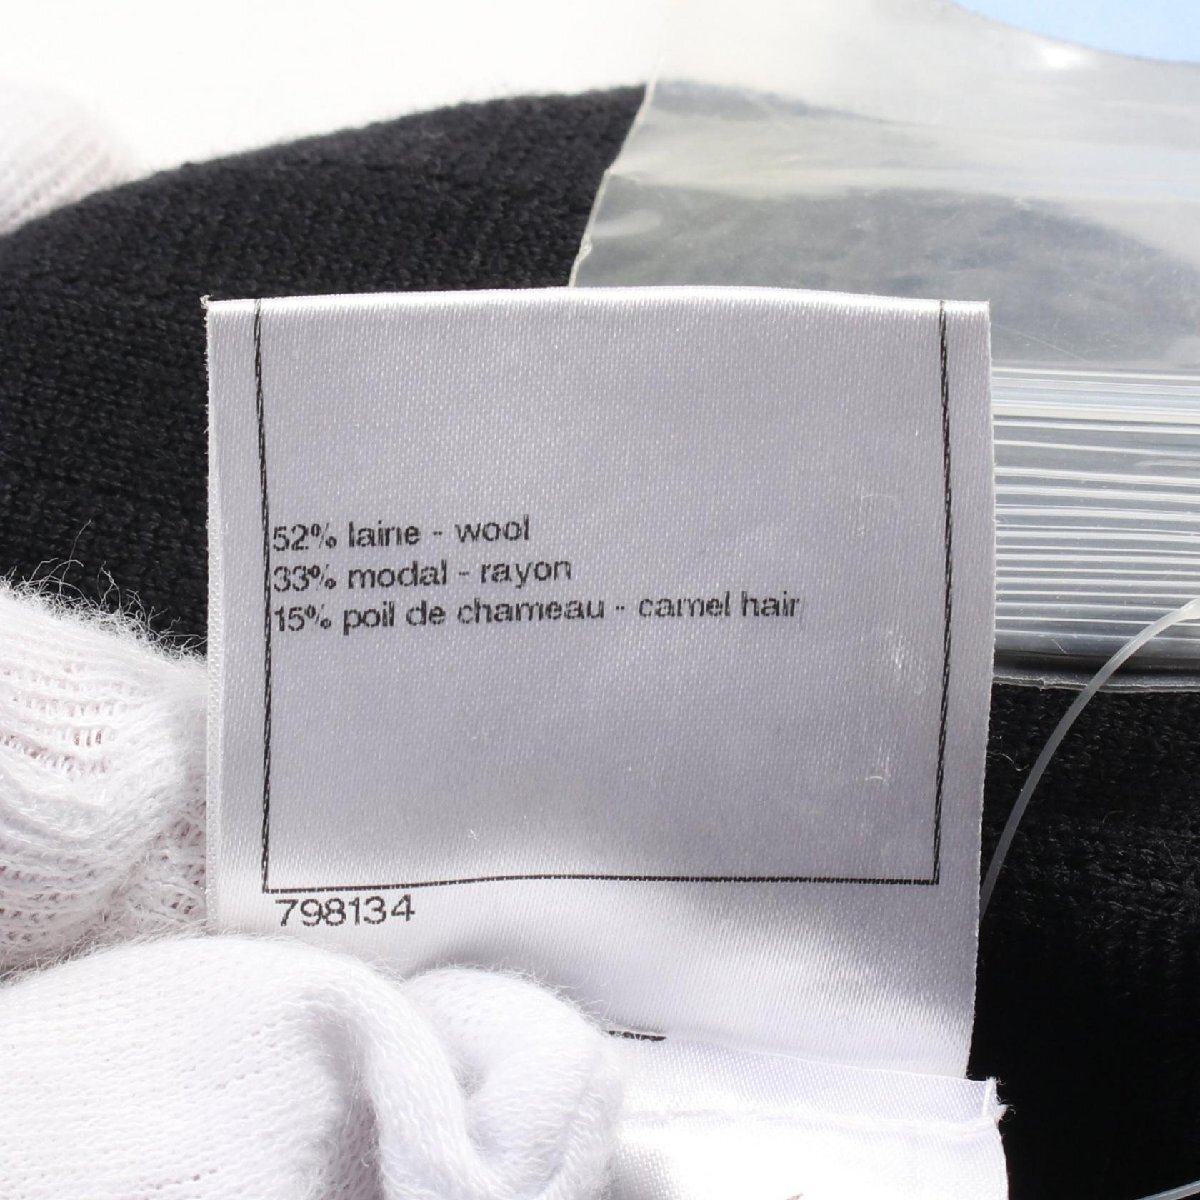 52% laine - wool
33% modal - rayon
15% poil de chameau - camel hair
798134